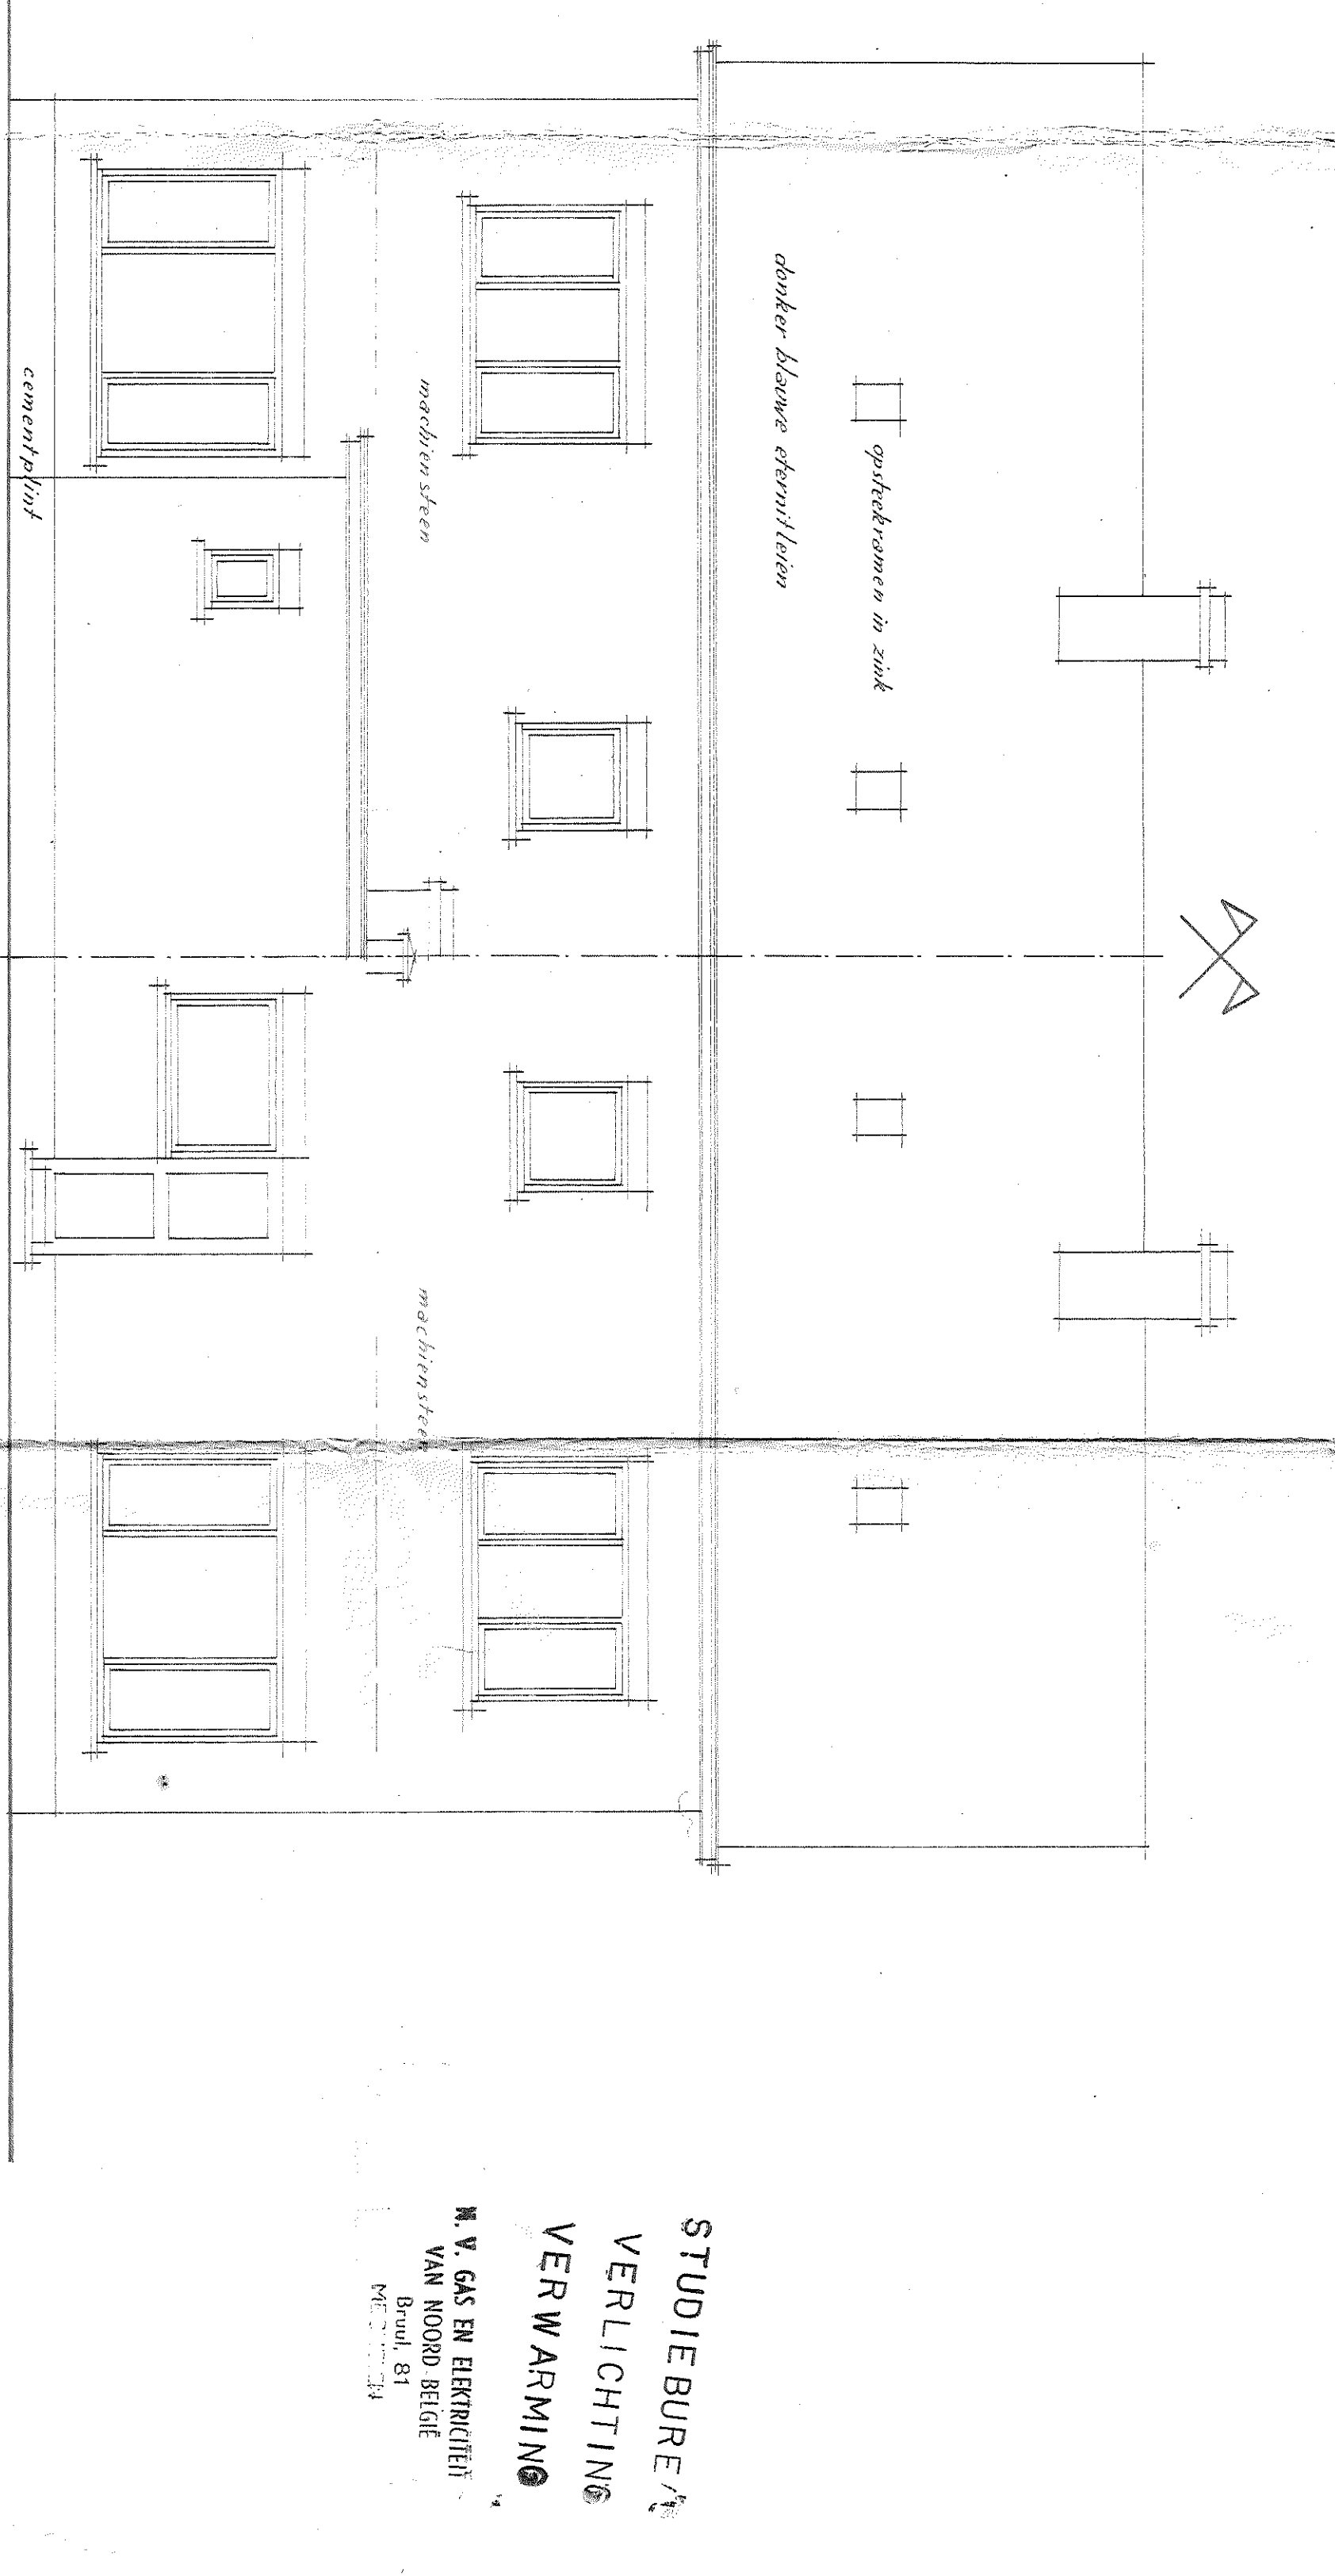 opsteekramen in zink
donker blauwe eternitleien
machiensteen
machiensteen
cementplint
STUDIEBUREA
VERLICHTING
VERWARMING
N. V. GAS EN ELEKTRICITEIT
VAN NOORD-BELGIË
Bruul, 81